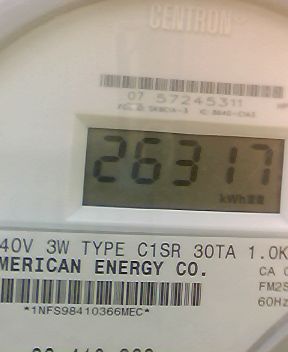 CENTRON
07 57245311
26317
kWh
40V 3W TYPE C1SR 30TA 1.0K
MERICAN ENERGY CO.
CA 0
FM2S
60Hz
*1NFS98410366MEC*